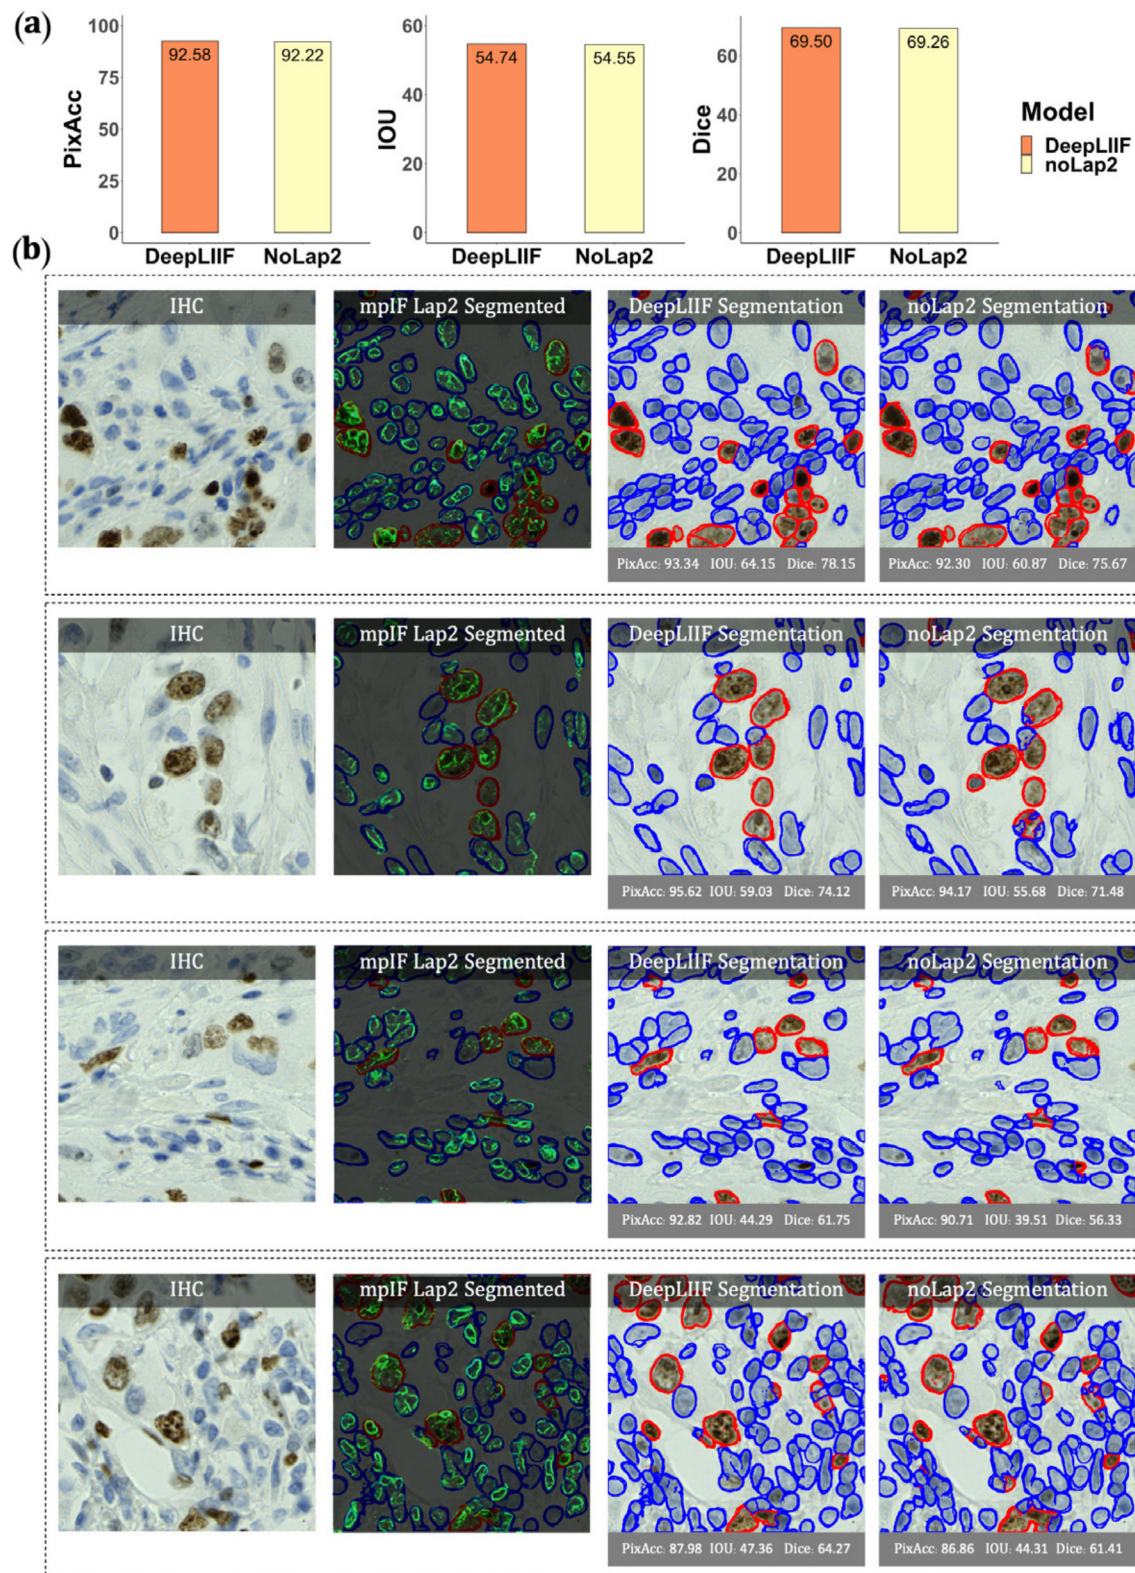 (a)
PixAcc
100
75
50
25
0
92.58
92.22
DeepLIIF NoLap2
IOU
60
40
20
0
54.74
54.55
DeepLIIF NoLap2
Dice
60
40
20
0
69.50
69.26
DeepLIIF NoLap2
Model
DeepLIIF
noLap2
(b)
IHC
mpIF Lap2 Segmented
DeepLIIF Segmentation
noLap2 Segmentation
PixAcc: 93.34 IOU: 64.15 Dice: 78.15
PixAcc: 92.30 IOU: 60.87 Dice: 75.67
IHC
mpIF Lap2 Segmented
DeepLIIF Segmentation
noLap2 Segmentation
PixAcc: 95.62 IOU: 59.03 Dice: 74.12
PixAcc: 94.17 IOU: 55.68 Dice: 71.48
IHC
mpIF Lap2 Segmented
DeepLIIF Segmentation
noLap2 Segmentation
PixAcc: 92.82 IOU: 44.29 Dice: 61.75
PixAcc: 90.71 IOU: 39.51 Dice: 56.33
IHC
mpIF Lap2 Segmented
DeepLIIF Segmentation
noLap2 Segmentation
PixAcc: 87.98 IOU: 47.36 Dice: 64.27
PixAcc: 86.86 IOU: 44.31 Dice: 61.41